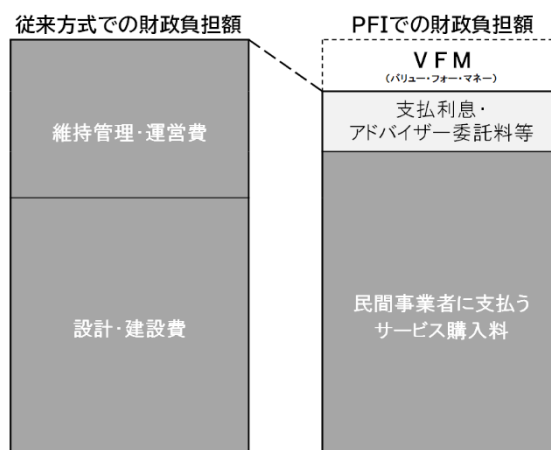 従来方式での財政負担額
維持管理・運営費
設計・建設費
PFIでの財政負担額
VFM
(バリュー・フォー・マネー)
支払利息・
アドバイザー委託料等
民間事業者に支払う
サービス購入料